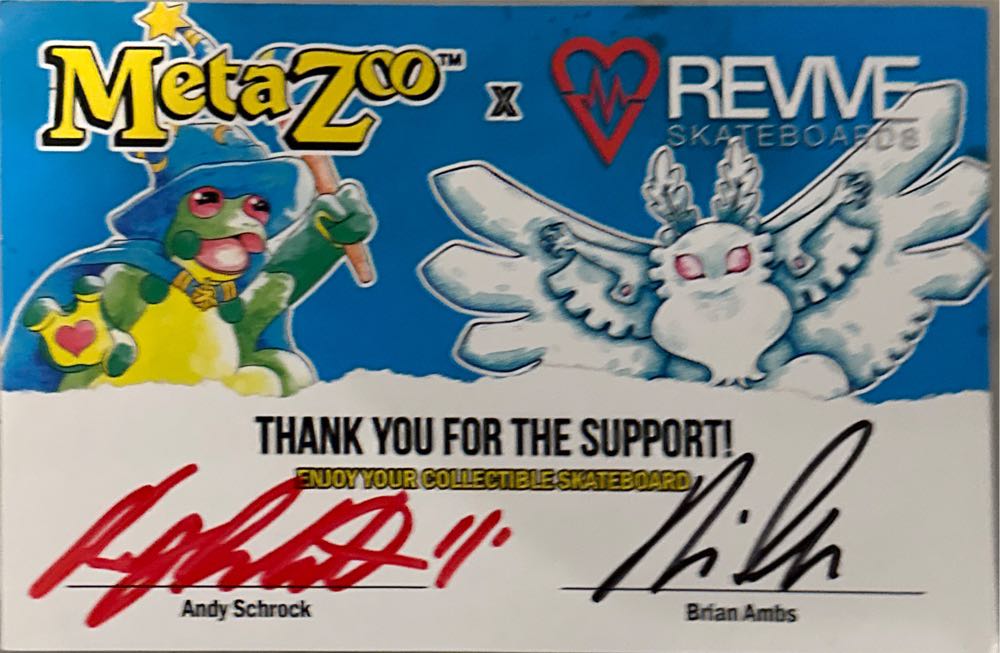 MetaZoo™ x REVIVE
SKATEBOARDS
THANK YOU FOR THE SUPPORT!
ENJOY YOUR COLLECTIBLE SKATEBOARD
Andy Schrock
Brian Ambs